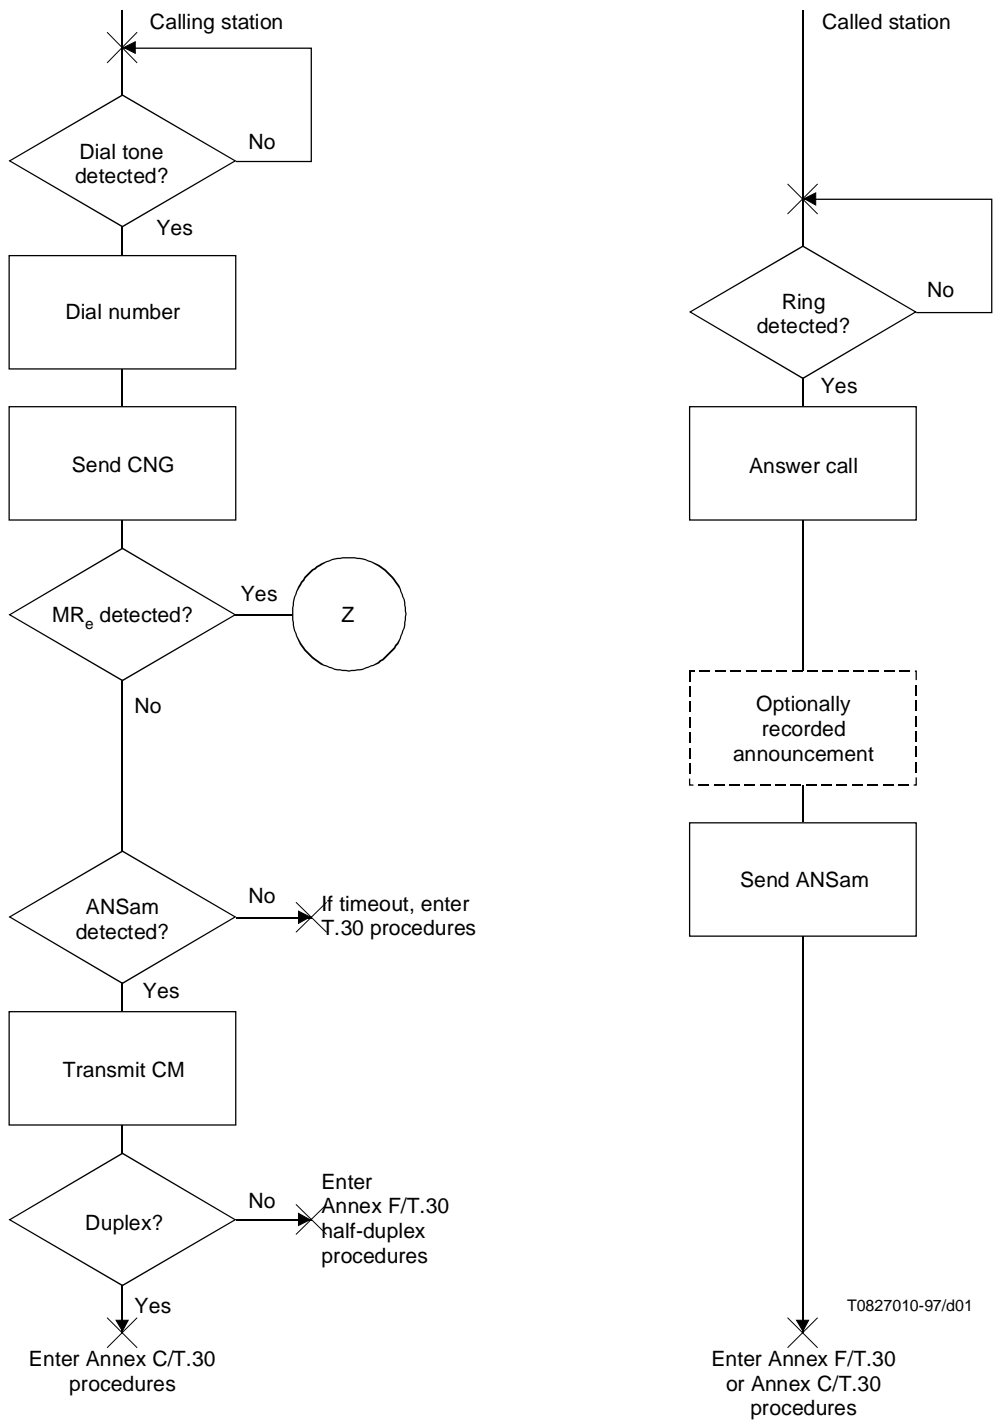 Calling station
Dial tone
detected?
No
Yes
Dial number
Send CNG
MRe detected?
Yes
Z
No
ANSam
detected?
No
If timeout, enter
T.30 procedures
Yes
Transmit CM
Duplex?
No
Enter
Annex F/T.30
half-duplex
procedures
Yes
Enter Annex C/T.30
procedures
Called station
Ring
detected?
No
Yes
Answer call
Optionally
recorded
announcement
Send ANSam
T0827010-97/d01
Enter Annex F/T.30
or Annex C/T.30
procedures